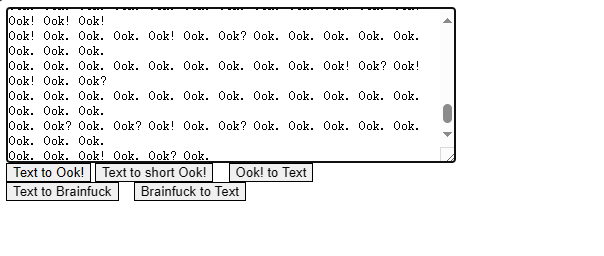 Ook! Ook! Ook!
Ook! Ook. Ook. Ook. Ook! Ook. Ook? Ook. Ook. Ook. Ook. Ook.
Ook. Ook. Ook.
Ook. Ook. Ook. Ook. Ook. Ook. Ook. Ook. Ook. Ook! Ook? Ook!
Ook! Ook. Ook?
Ook. Ook. Ook. Ook. Ook. Ook. Ook. Ook. Ook. Ook. Ook. Ook.
Ook. Ook. Ook.
Ook. Ook? Ook. Ook? Ook! Ook. Ook? Ook. Ook. Ook. Ook. Ook.
Ook. Ook. Ook.
Ook. Ook. Ook! Ook. Ook? Ook.
Text to Ook! Text to short Ook! Ook! to Text
Text to Brainfuck Brainfuck to Text